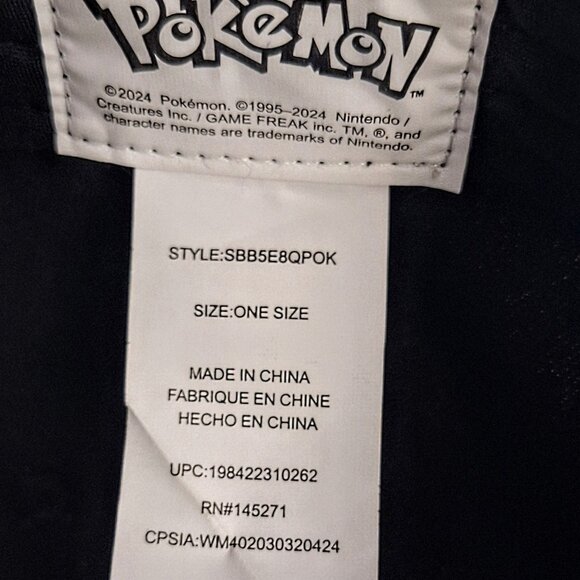 POKéMON™
©2024 Pokémon. ©1995–2024 Nintendo /
Creatures Inc. / GAME FREAK inc. TM, ®, and
character names are trademarks of Nintendo.
STYLE:SBB5E8QPOK
SIZE:ONE SIZE
MADE IN CHINA
FABRIQUE EN CHINE
HECHO EN CHINA
UPC:198422310262
RN#145271
CPSIA:WM402030320424